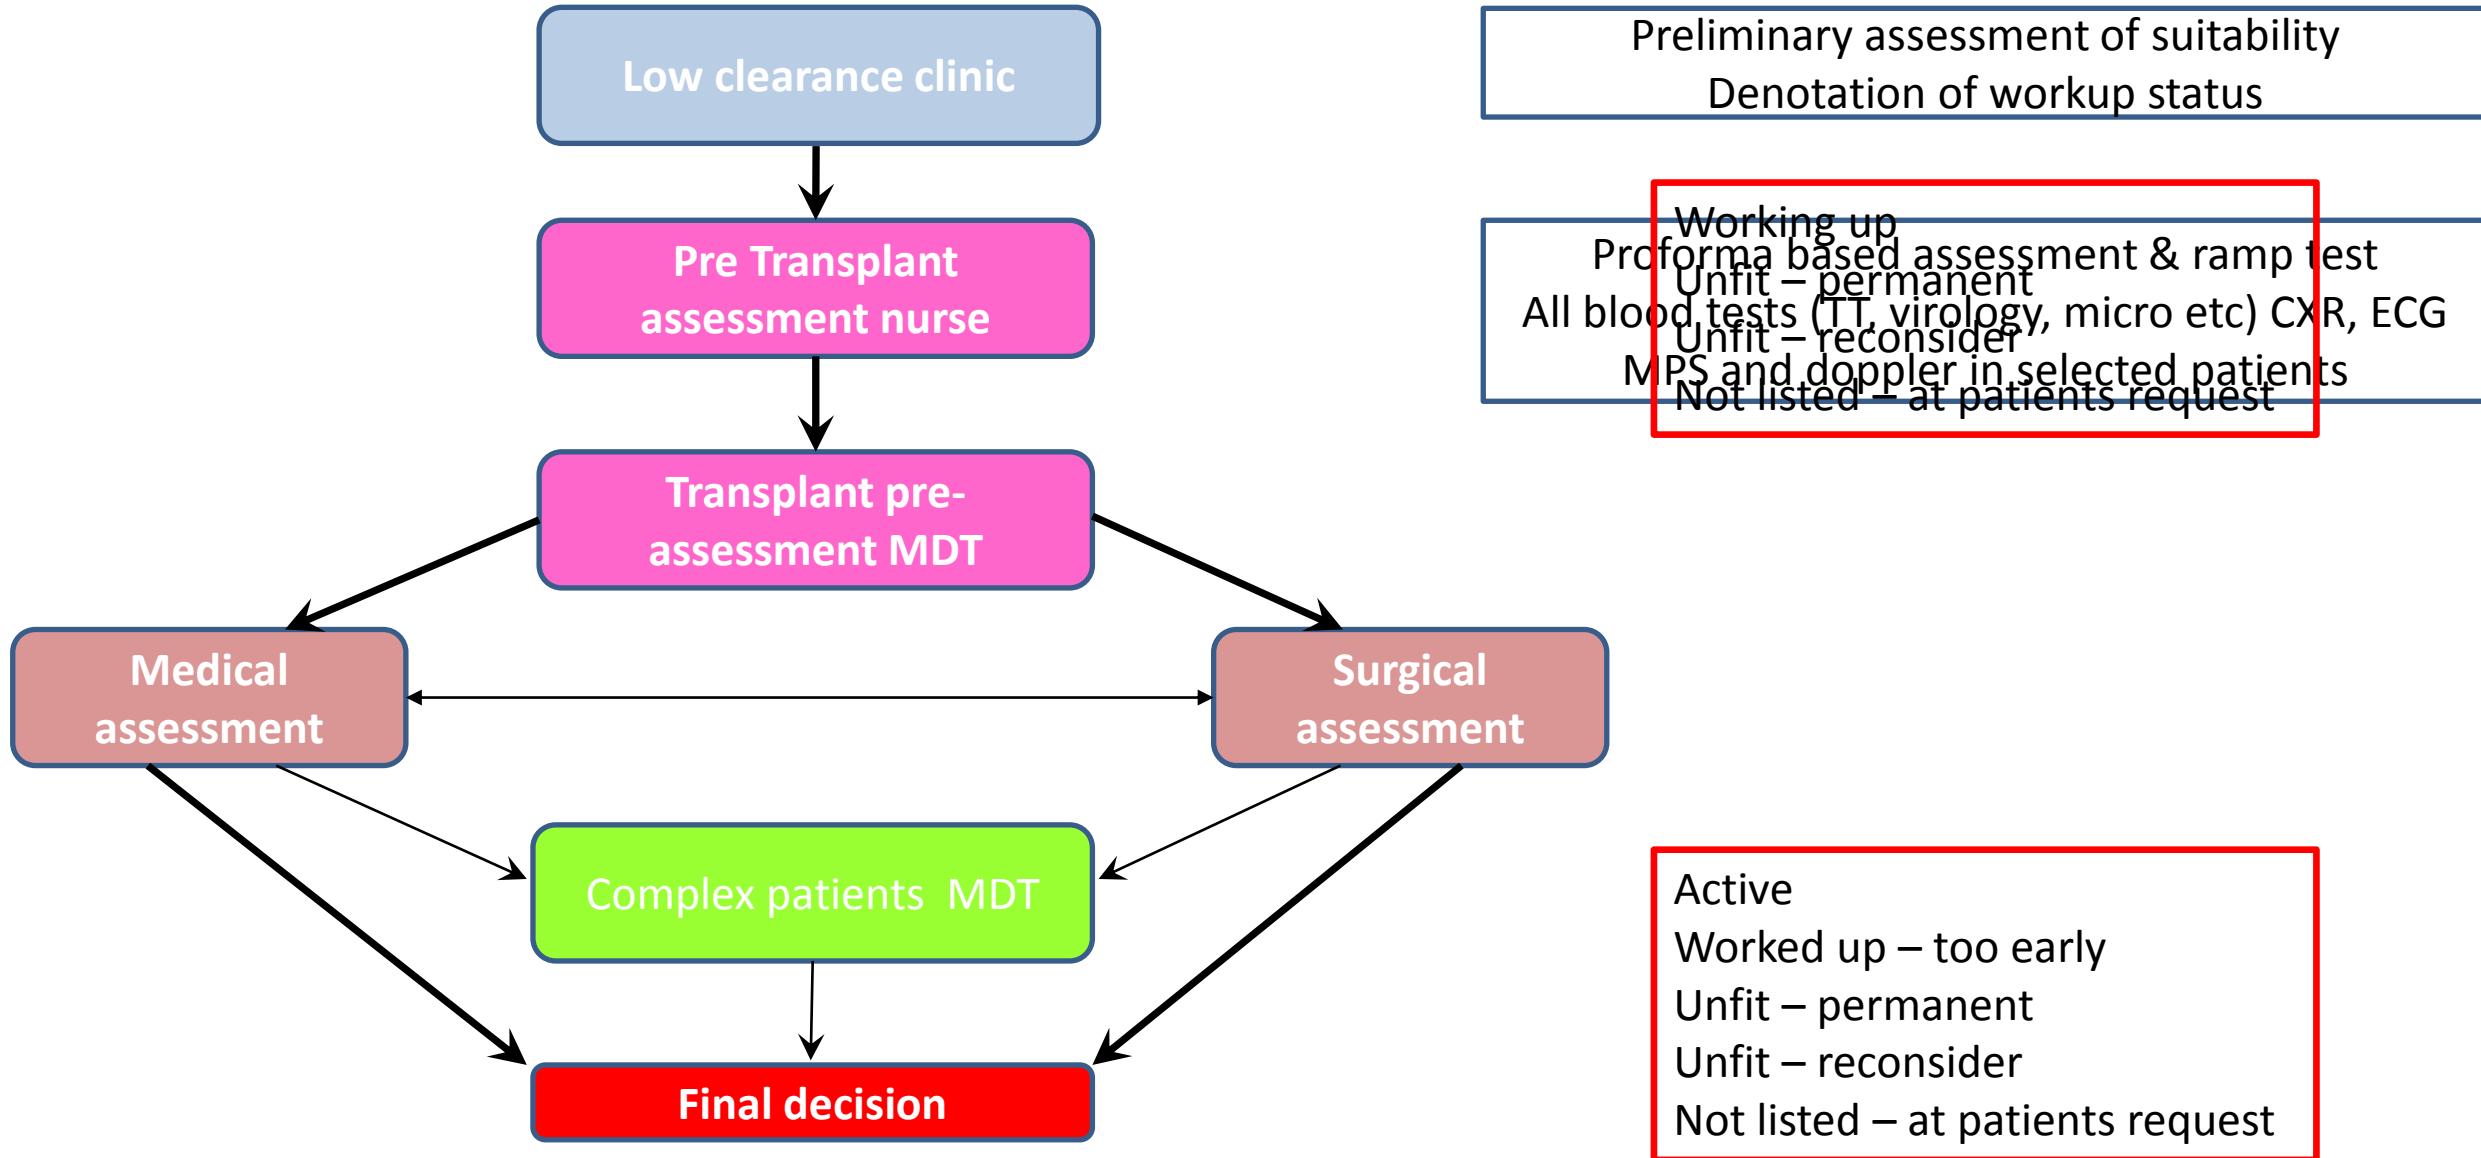 Low clearance clinic
Preliminary assessment of suitability
Denotation of workup status
Pre Transplant
assessment nurse
Working up
Unfit – permanent
Unfit – reconsider
Not listed – at patients request
Proforma based assessment & ramp test
All blood tests (TT, virology, micro etc) CXR, ECG
MPS and doppler in selected patients
Transplant pre-
assessment MDT
Medical
assessment
Surgical
assessment
Complex patients  MDT
Final decision
Active
Worked up – too early
Unfit – permanent
Unfit – reconsider
Not listed – at patients request